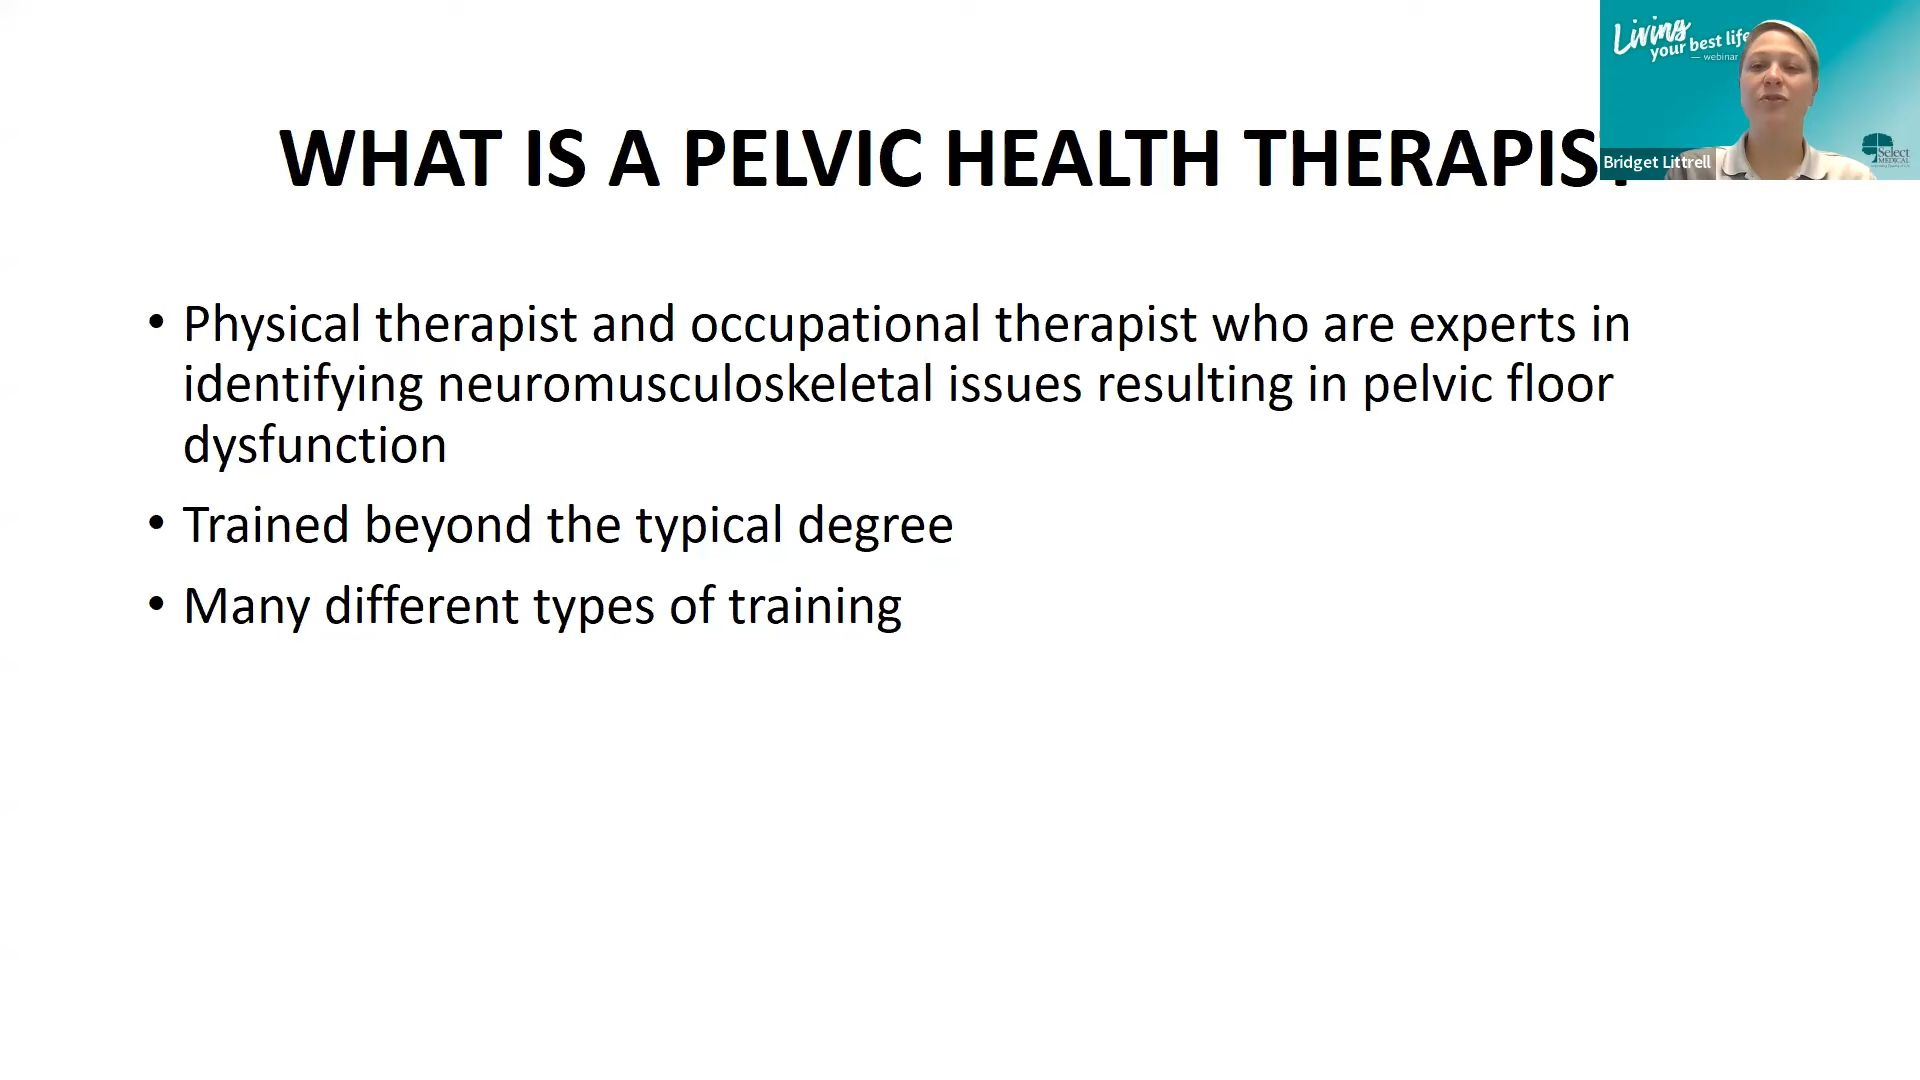 WHAT IS A PELVIC HEALTH THERAPIST
• Physical therapist and occupational therapist who are experts in
identifying neuromusculoskeletal issues resulting in pelvic floor
dysfunction
• Trained beyond the typical degree
• Many different types of training
Living
your best life
— webinar
Bridget Littrell
Select
MEDICAL